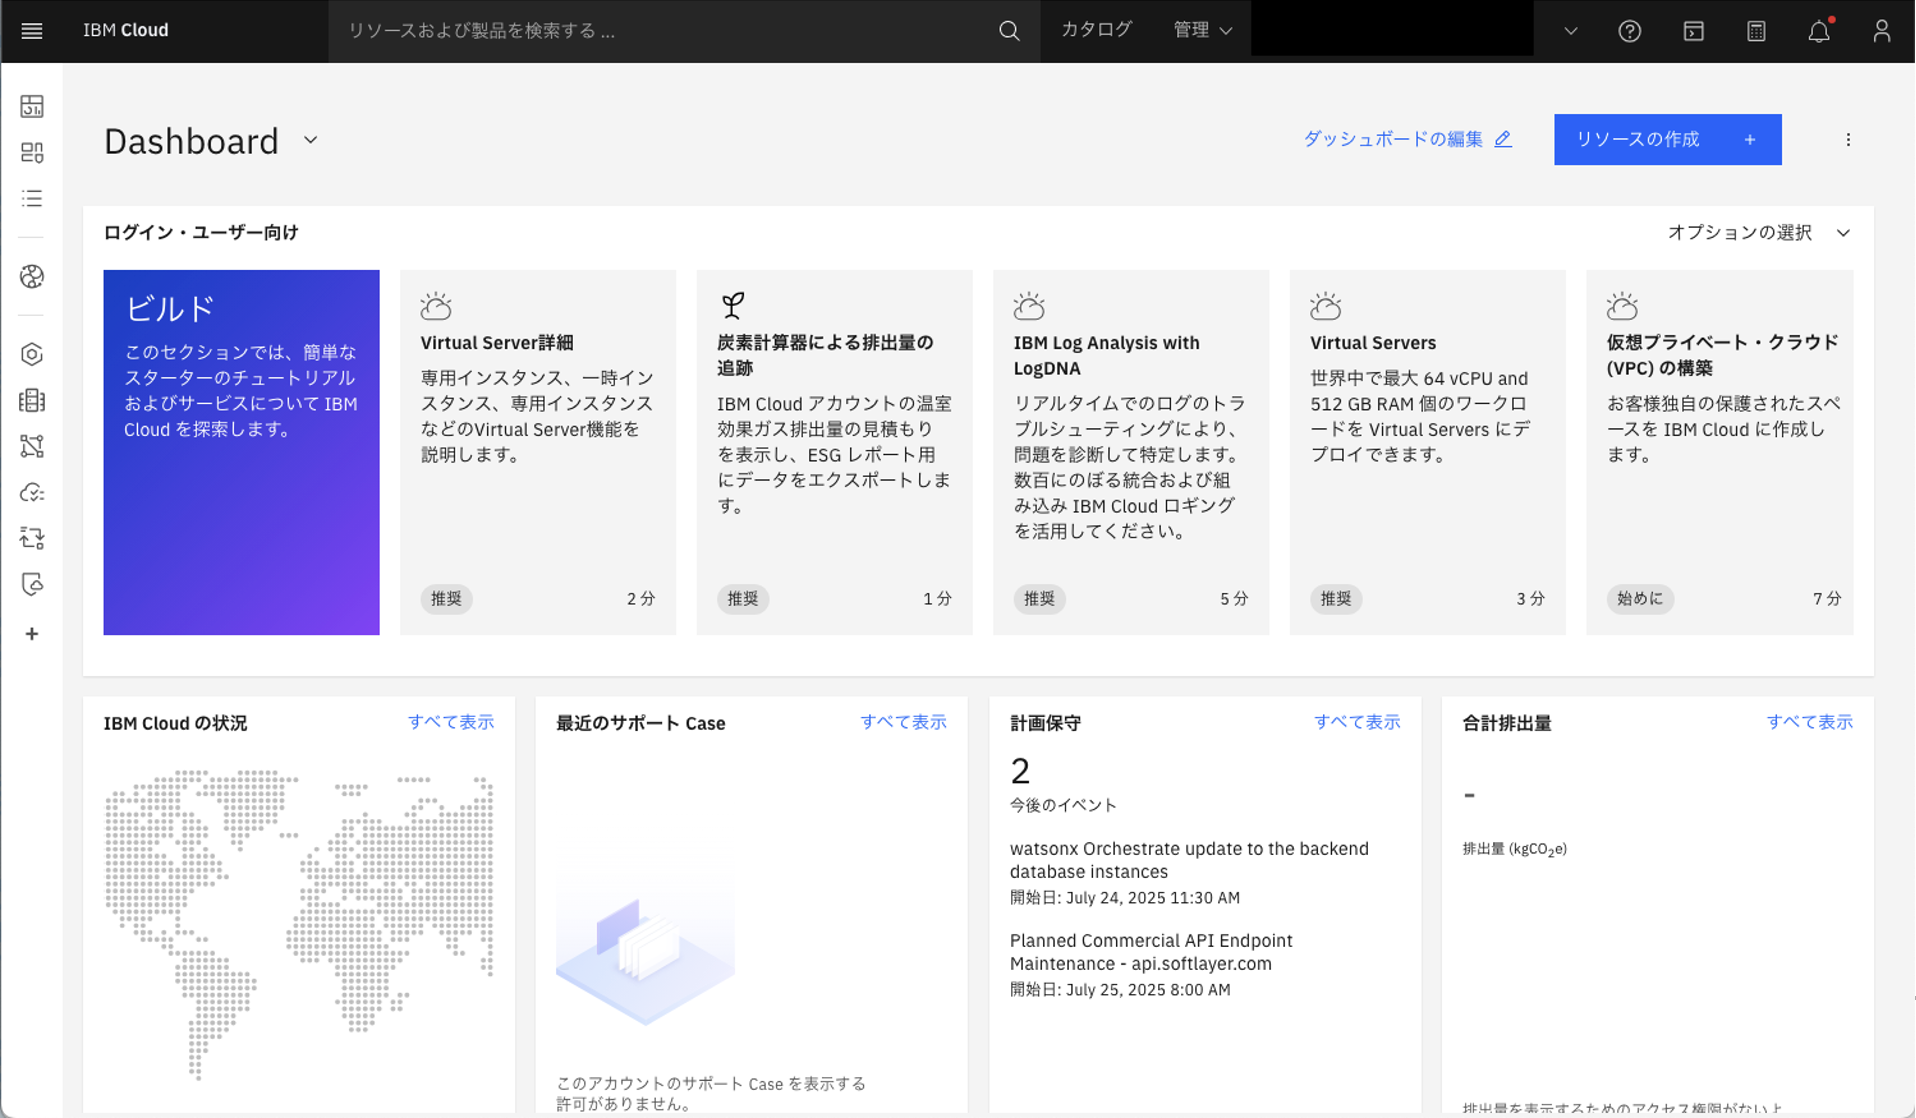 IBM Cloud
リソースおよび製品を検索する ...
カタログ
管理
Dashboard
ダッシュボードの編集
リソースの作成 +
ログイン・ユーザー向け
オプションの選択
ビルド
このセクションでは、簡単な
スターターのチュートリアル
およびサービスについて IBM
Cloud を探索します。
Virtual Server詳細
専用インスタンス、一時イン
スタンス、専用インスタンス
などのVirtual Server機能を
説明します。
推奨
2 分
炭素計算器による排出量の
追跡
IBM Cloud アカウントの温室
効果ガス排出量の見積もり
を表示し、ESG レポート用
にデータをエクスポートしま
す。
推奨
1 分
IBM Log Analysis with
LogDNA
リアルタイムでのログのトラ
ブルシューティングにより、
問題を診断して特定します。
数百にのぼる統合および組
み込み IBM Cloud ロギング
を活用してください。
推奨
5 分
Virtual Servers
世界中で最大 64 vCPU and
512 GB RAM 個のワークロ
ードを Virtual Servers にデ
プロイできます。
推奨
3 分
仮想プライベート・クラウド
(VPC) の構築
お客様独自の保護されたスペ
ースを IBM Cloud に作成し
ます。
始めに
7 分
IBM Cloud の状況
すべて表示
最近のサポート Case
すべて表示
このアカウントのサポート Case を表示する
許可がありません。
計画保守
すべて表示
2
今後のイベント
watsonx Orchestrate update to the backend
database instances
開始日: July 24, 2025 11:30 AM
Planned Commercial API Endpoint
Maintenance - api.softlayer.com
開始日: July 25, 2025 8:00 AM
合計排出量
すべて表示
-
排出量 (kgCO2e)
排出量を表示するためのアクセス権限がないよ